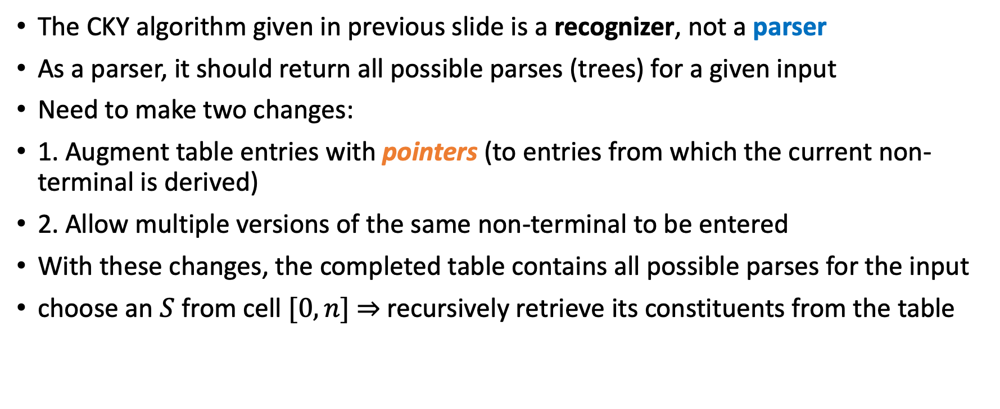 • The CKY algorithm given in previous slide is a recognizer, not a parser
• As a parser, it should return all possible parses (trees) for a given input
• Need to make two changes:
• 1. Augment table entries with pointers (to entries from which the current non-
terminal is derived)
• 2. Allow multiple versions of the same non-terminal to be entered
• With these changes, the completed table contains all possible parses for the input
• choose an S from cell [0, n] ⇒ recursively retrieve its constituents from the table